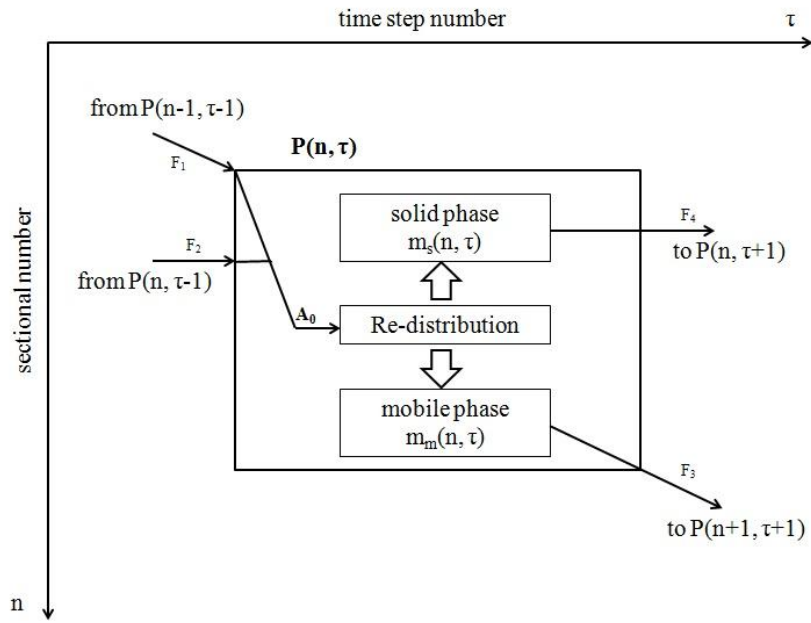 time step number
τ
from P(n-1, τ-1)
F₁
P(n, τ)
solid phase
mₛ(n, τ)
F₄
to P(n, τ+1)
F₂
from P(n, τ-1)
A₀
Re-distribution
mobile phase
mₘ(n, τ)
F₃
to P(n+1, τ+1)
sectional number
n